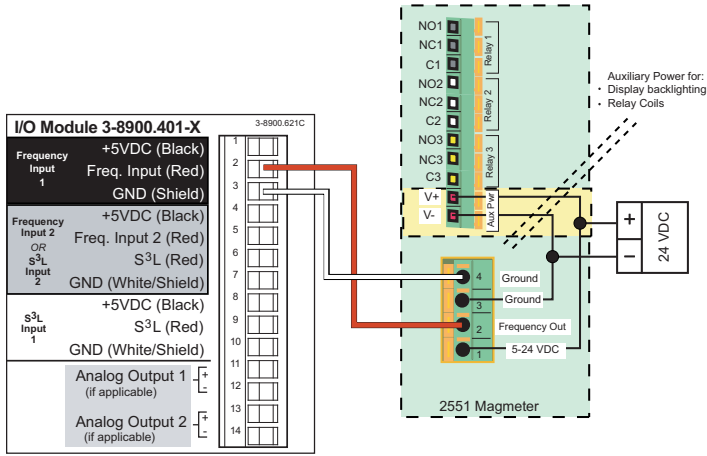 I/O Module 3-8900.401-X
3-8900.621C
Frequency
Input
1
+5VDC (Black)
Freq. Input (Red)
GND (Shield)
Frequency
Input 2
OR
S3L
Input
2
+5VDC (Black)
Freq. Input 2 (Red)
S3L (Red)
GND (White/Shield)
S3L
Input
1
+5VDC (Black)
S3L (Red)
GND (White/Shield)
Analog Output 1
(if applicable)
+
-
Analog Output 2
(if applicable)
+
-
1
2
3
4
5
6
7
8
9
10
11
12
13
14
NO1
NC1
C1
NO2
NC2
C2
NO3
NC3
C3
V+
V-
Relay 1
Relay 2
Relay 3
Aux Pwr
Auxiliary Power for:
• Display backlighting
• Relay Coils
+
−
24 VDC
4
3
2
1
Ground
Ground
Frequency Out
5-24 VDC
2551 Magmeter